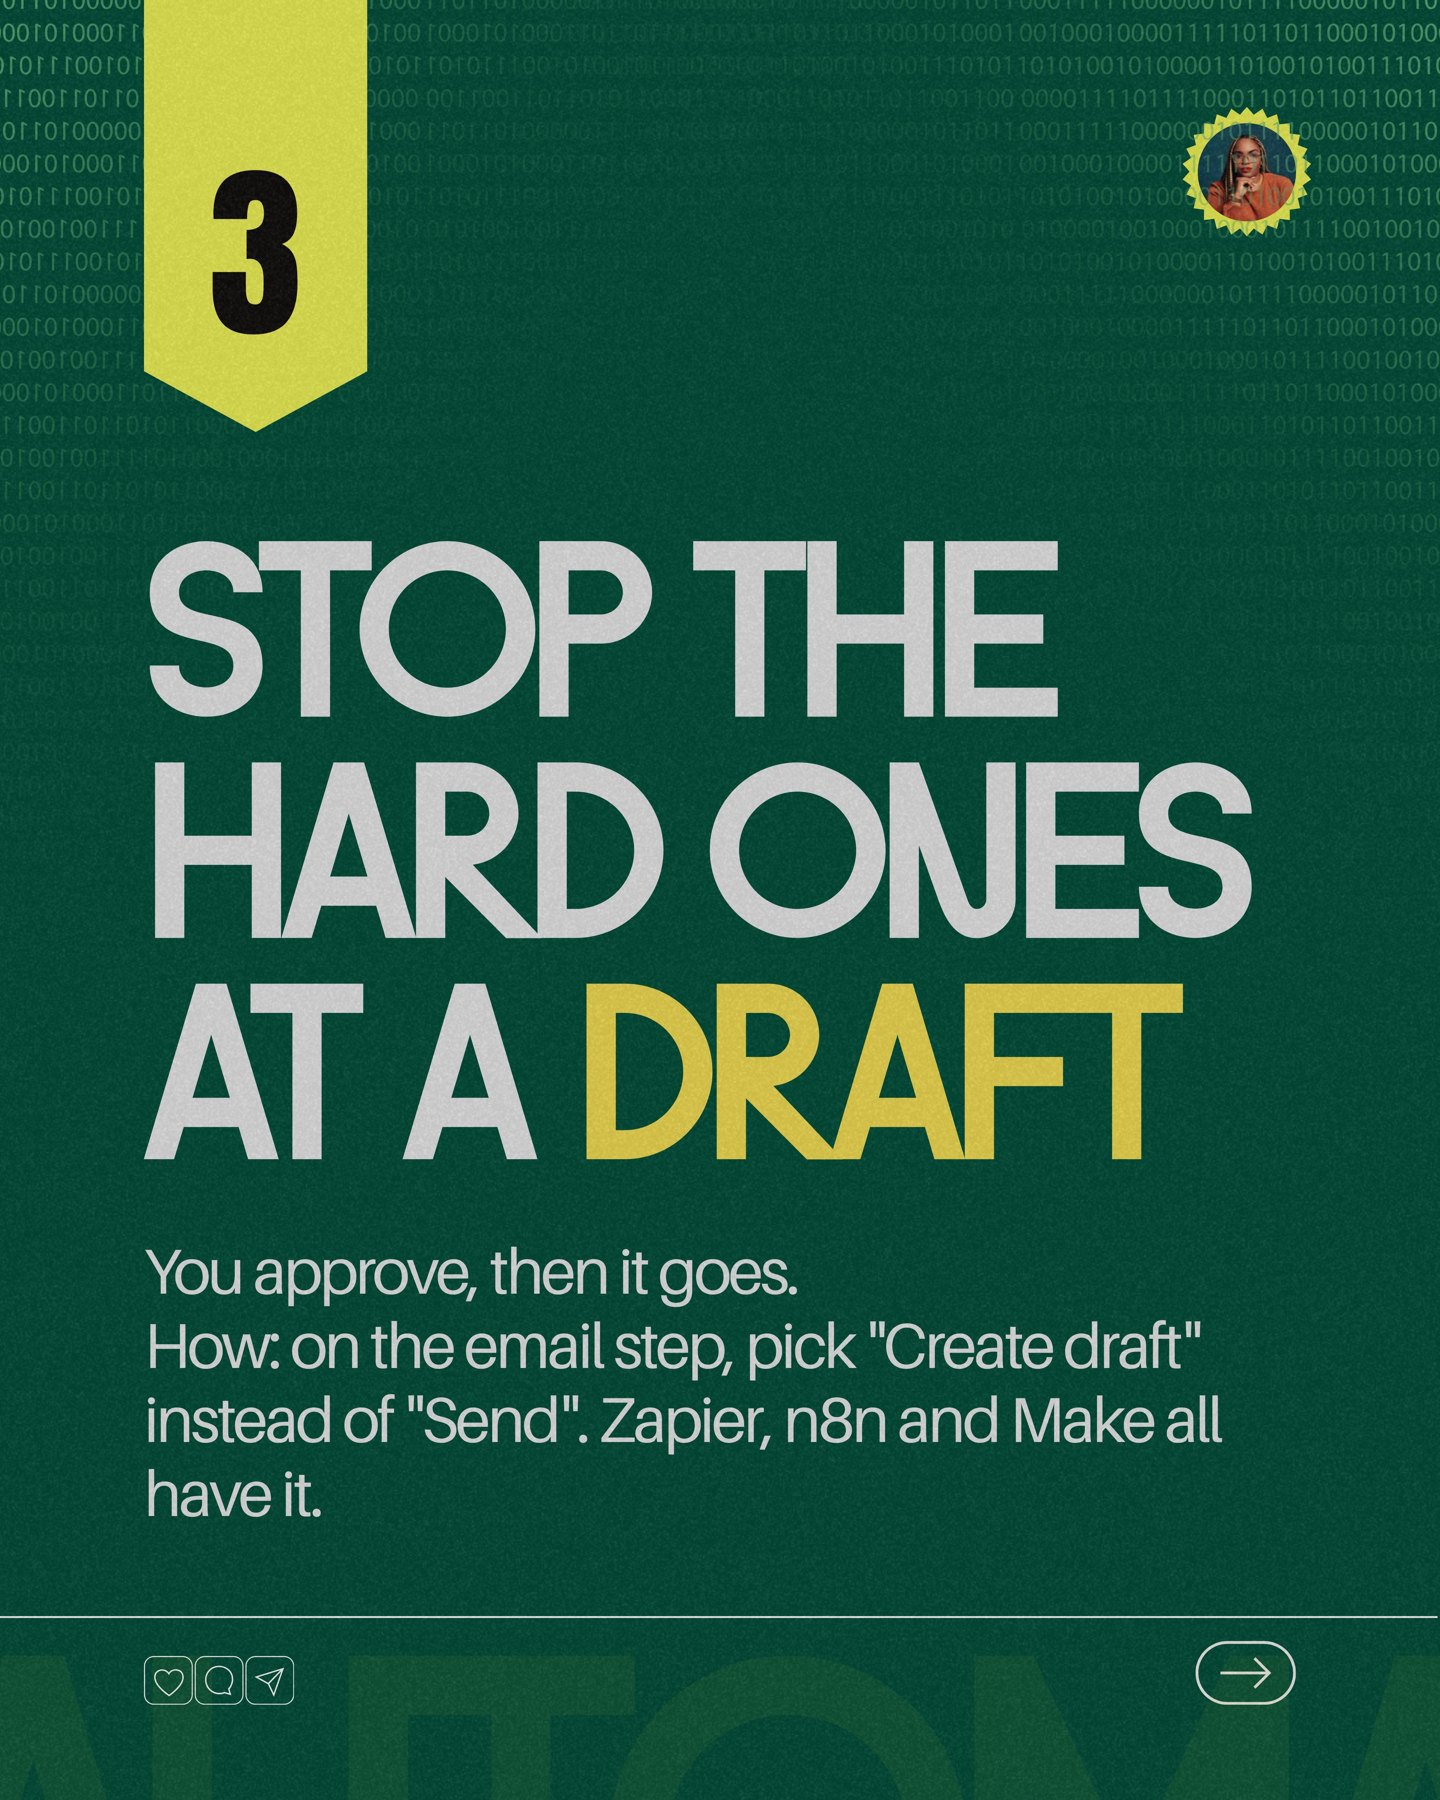 3
STOP THE
HARD ONES
AT A DRAFT
You approve, then it goes.
How: on the email step, pick "Create draft"
instead of "Send". Zapier, n8n and Make all
have it.